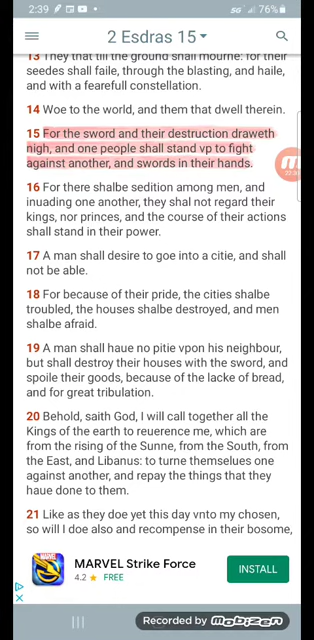 2:39 5G 76%
2 Esdras 15
13 They that till the ground shall mourne: for their
seedes shall faile, through the blasting, and haile,
and with a fearefull constellation.
14 Woe to the world, and them that dwell therein.
15 For the sword and their destruction draweth
nigh, and one people shall stand vp to fight
against another, and swords in their hands.
16 For there shalbe sedition among men, and
inuading one another, they shal not regard their
kings, nor princes, and the course of their actions
shall stand in their power.
17 A man shall desire to goe into a citie, and shall
not be able.
18 For because of their pride, the cities shalbe
troubled, the houses shalbe destroyed, and men
shalbe afraid.
19 A man shall haue no pitie vpon his neighbour,
but shall destroy their houses with the sword, and
spoile their goods, because of the lacke of bread,
and for great tribulation.
20 Behold, saith God, I will call together all the
Kings of the earth to reuerence me, which are
from the rising of the Sunne, from the South, from
the East, and Libanus: to turne themselues one
against another, and repay the things that they
haue done to them.
21 Like as they doe yet this day vnto my chosen,
so will I doe also and recompense in their bosome,
MARVEL Strike Force
4.2 ★ FREE
INSTALL
Recorded by Mobizen